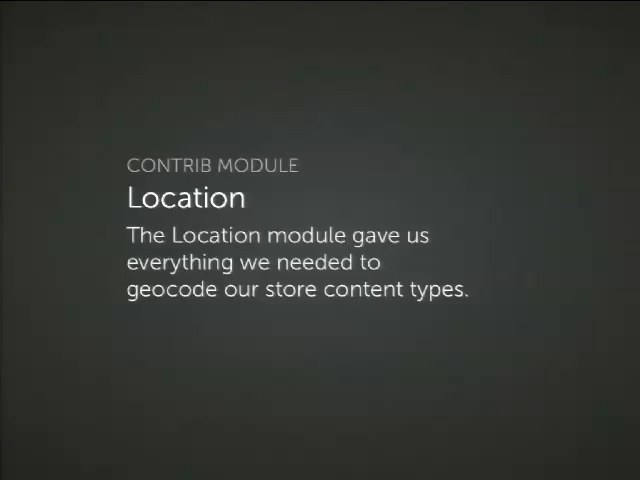 CONTRIB MODULE
Location
The Location module gave us
everything we needed to
geocode our store content types.